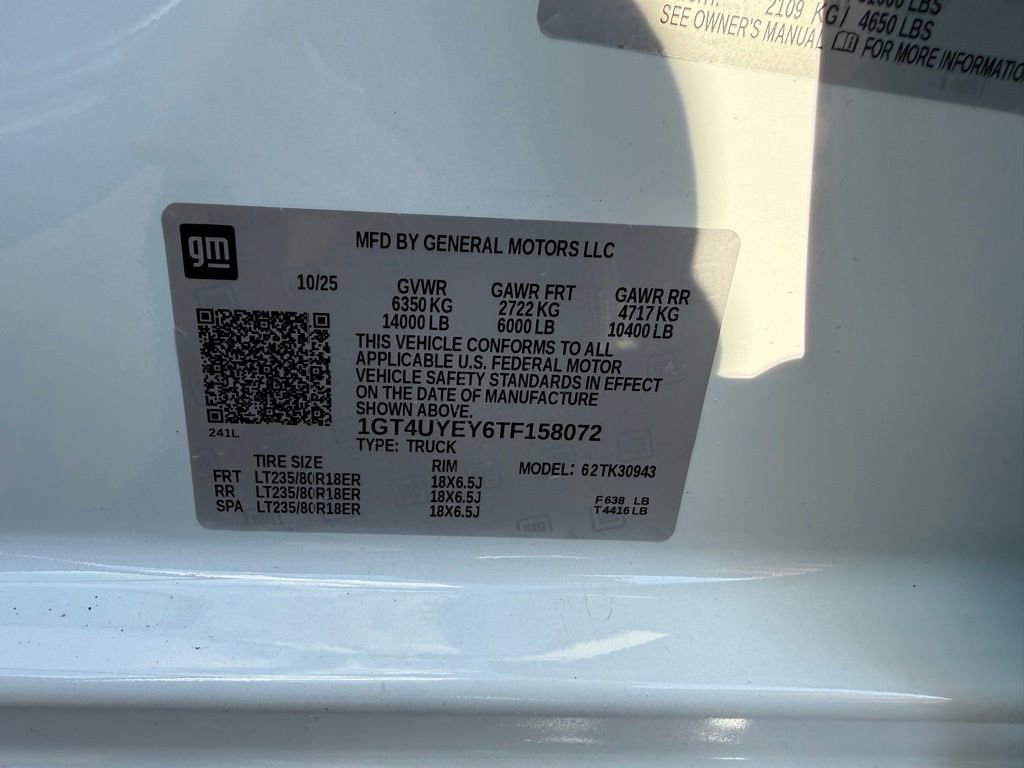 LBS
2109 KG / 4650 LBS
SEE OWNER'S MANUAL FOR MORE INFORMATIO
gm
MFD BY GENERAL MOTORS LLC
10/25
GVWR GAWR FRT GAWR RR
6350 KG 2722 KG 4717 KG
14000 LB 6000 LB 10400 LB
THIS VEHICLE CONFORMS TO ALL
APPLICABLE U.S. FEDERAL MOTOR
VEHICLE SAFETY STANDARDS IN EFFECT
ON THE DATE OF MANUFACTURE
SHOWN ABOVE.
241L
1GT4UYEY6TF158072
TYPE: TRUCK
TIRE SIZE RIM MODEL: 62TK30943
FRT LT235/80R18ER 18X6.5J
RR LT235/80R18ER 18X6.5J F 638 LB
SPA LT235/80R18ER 18X6.5J T 4416 LB